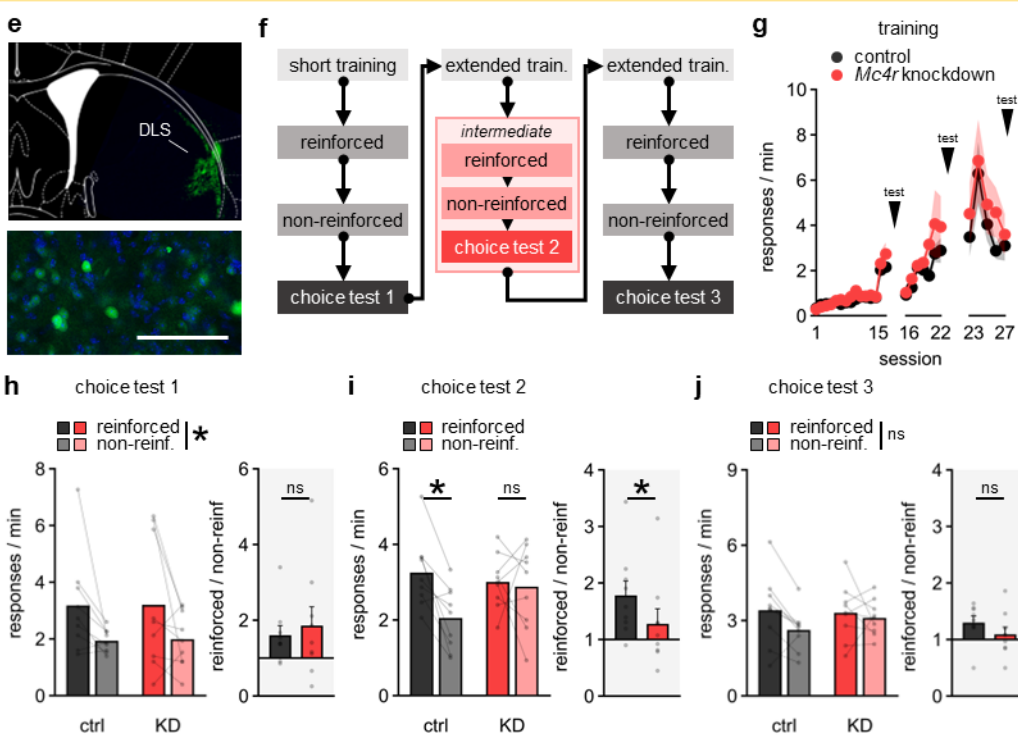 e
DLS
f
short training
reinforced
non-reinforced
choice test 1
extended train.
intermediate
reinforced
non-reinforced
choice test 2
extended train.
reinforced
non-reinforced
choice test 3
g
training
control
Mc4r knockdown
responses / min
10
8
6
4
2
0
test
test
test
1
15
16
22
23
27
session
h
choice test 1
reinforced
non-reinf.
*
responses / min
8
6
4
2
0
ctrl
KD
reinforced / non-reinf
6
4
2
0
ns
i
choice test 2
reinforced
non-reinf.
responses / min
6
4
2
0
*
ns
ctrl
KD
reinforced / non-reinf
4
3
2
1
0
*
j
choice test 3
reinforced
non-reinf.
ns
responses / min
9
6
3
0
ctrl
KD
reinforced / non-reinf
4
3
2
1
0
ns